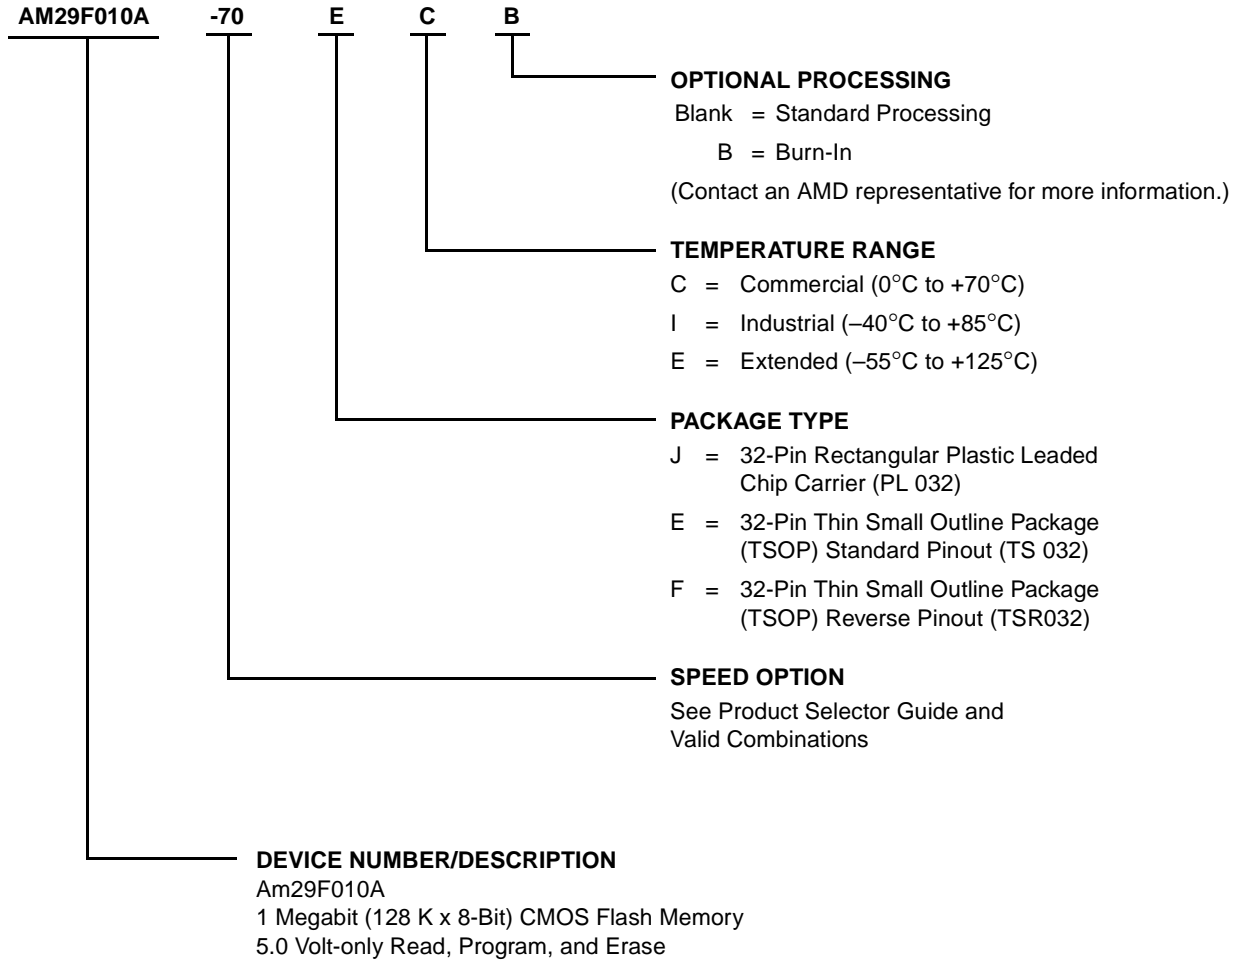 AM29F010A -70 E C B
OPTIONAL PROCESSING
Blank = Standard Processing
B = Burn-In
(Contact an AMD representative for more information.)
TEMPERATURE RANGE
C = Commercial (0°C to +70°C)
I = Industrial (–40°C to +85°C)
E = Extended (–55°C to +125°C)
PACKAGE TYPE
J = 32-Pin Rectangular Plastic Leaded
Chip Carrier (PL 032)
E = 32-Pin Thin Small Outline Package
(TSOP) Standard Pinout (TS 032)
F = 32-Pin Thin Small Outline Package
(TSOP) Reverse Pinout (TSR032)
SPEED OPTION
See Product Selector Guide and
Valid Combinations
DEVICE NUMBER/DESCRIPTION
Am29F010A
1 Megabit (128 K x 8-Bit) CMOS Flash Memory
5.0 Volt-only Read, Program, and Erase